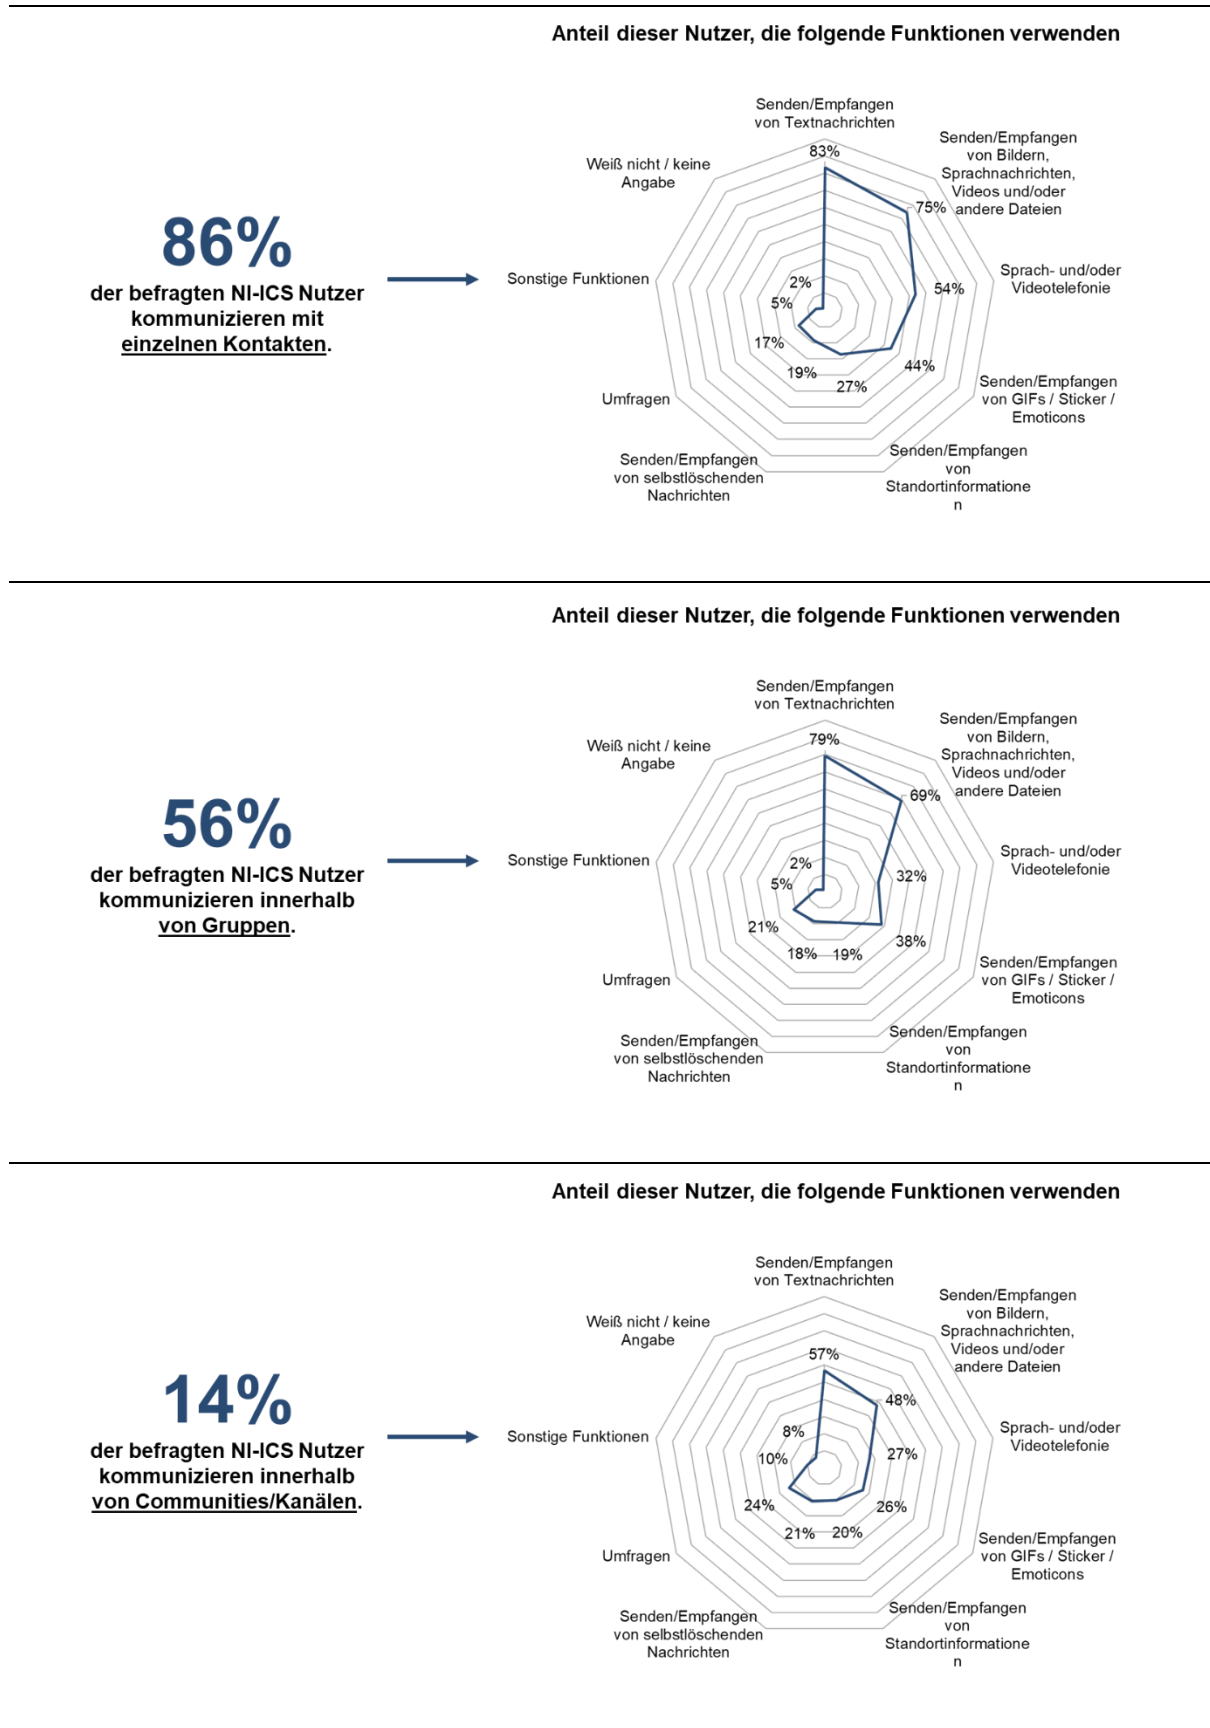 Anteil dieser Nutzer, die folgende Funktionen verwenden
86%
der befragten NI-ICS Nutzer
kommunizieren mit
einzelnen Kontakten.
Senden/Empfangen
von Textnachrichten
Senden/Empfangen
von Bildern,
Sprachnachrichten,
Videos und/oder
andere Dateien
Sprach- und/oder
Videotelefonie
Senden/Empfangen
von GIFs / Sticker /
Emoticons
Senden/Empfangen
von
Standortinformatione
n
Senden/Empfangen
von selbstlöschenden
Nachrichten
Umfragen
Sonstige Funktionen
Weiß nicht / keine
Angabe
83%
75%
54%
44%
27%
19%
17%
5%
2%
Anteil dieser Nutzer, die folgende Funktionen verwenden
56%
der befragten NI-ICS Nutzer
kommunizieren innerhalb
von Gruppen.
Senden/Empfangen
von Textnachrichten
Senden/Empfangen
von Bildern,
Sprachnachrichten,
Videos und/oder
andere Dateien
Sprach- und/oder
Videotelefonie
Senden/Empfangen
von GIFs / Sticker /
Emoticons
Senden/Empfangen
von
Standortinformatione
n
Senden/Empfangen
von selbstlöschenden
Nachrichten
Umfragen
Sonstige Funktionen
Weiß nicht / keine
Angabe
79%
69%
32%
38%
19%
18%
21%
5%
2%
Anteil dieser Nutzer, die folgende Funktionen verwenden
14%
der befragten NI-ICS Nutzer
kommunizieren innerhalb
von Communities/Kanälen.
Senden/Empfangen
von Textnachrichten
Senden/Empfangen
von Bildern,
Sprachnachrichten,
Videos und/oder
andere Dateien
Sprach- und/oder
Videotelefonie
Senden/Empfangen
von GIFs / Sticker /
Emoticons
Senden/Empfangen
von
Standortinformatione
n
Senden/Empfangen
von selbstlöschenden
Nachrichten
Umfragen
Sonstige Funktionen
Weiß nicht / keine
Angabe
57%
48%
27%
26%
20%
21%
24%
10%
8%